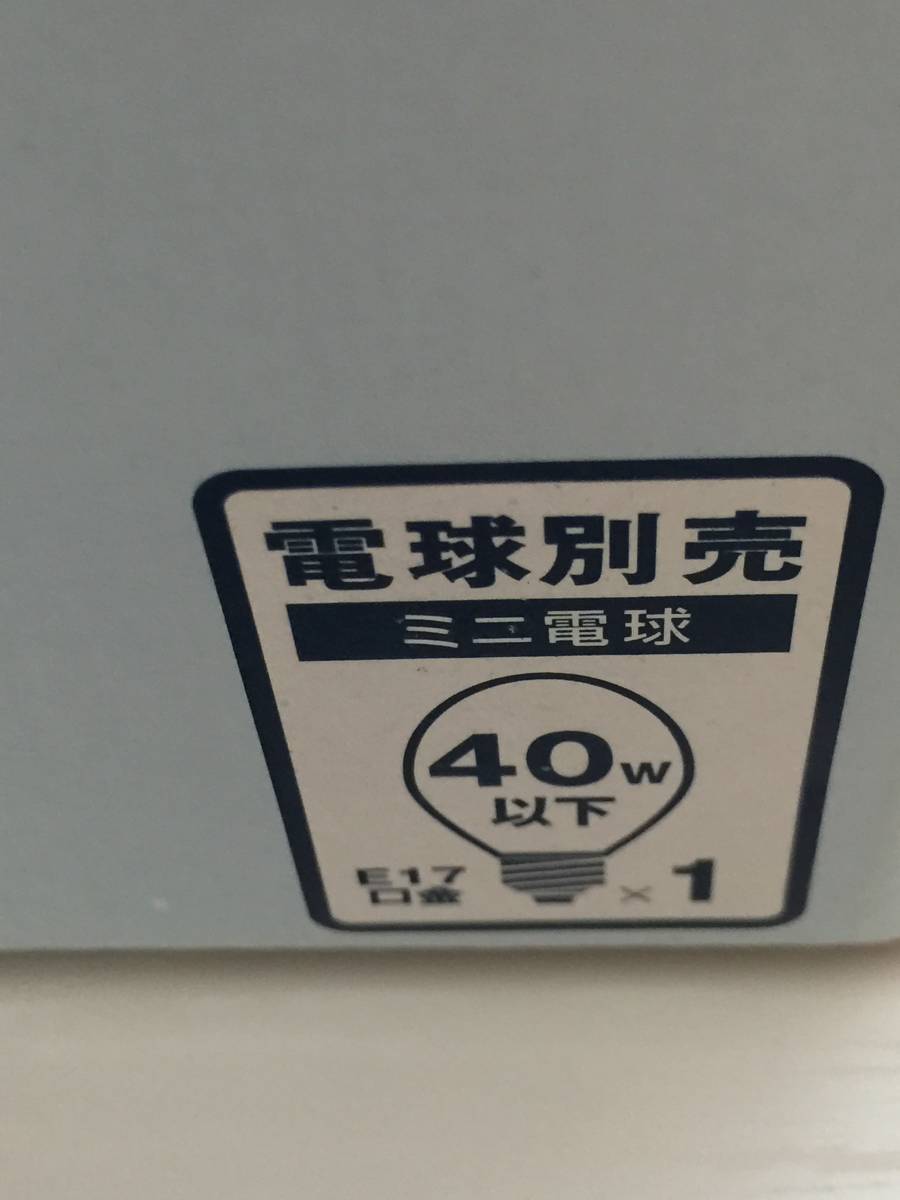 電球別売
ミニ電球
40W
以下
E17
口金
×1